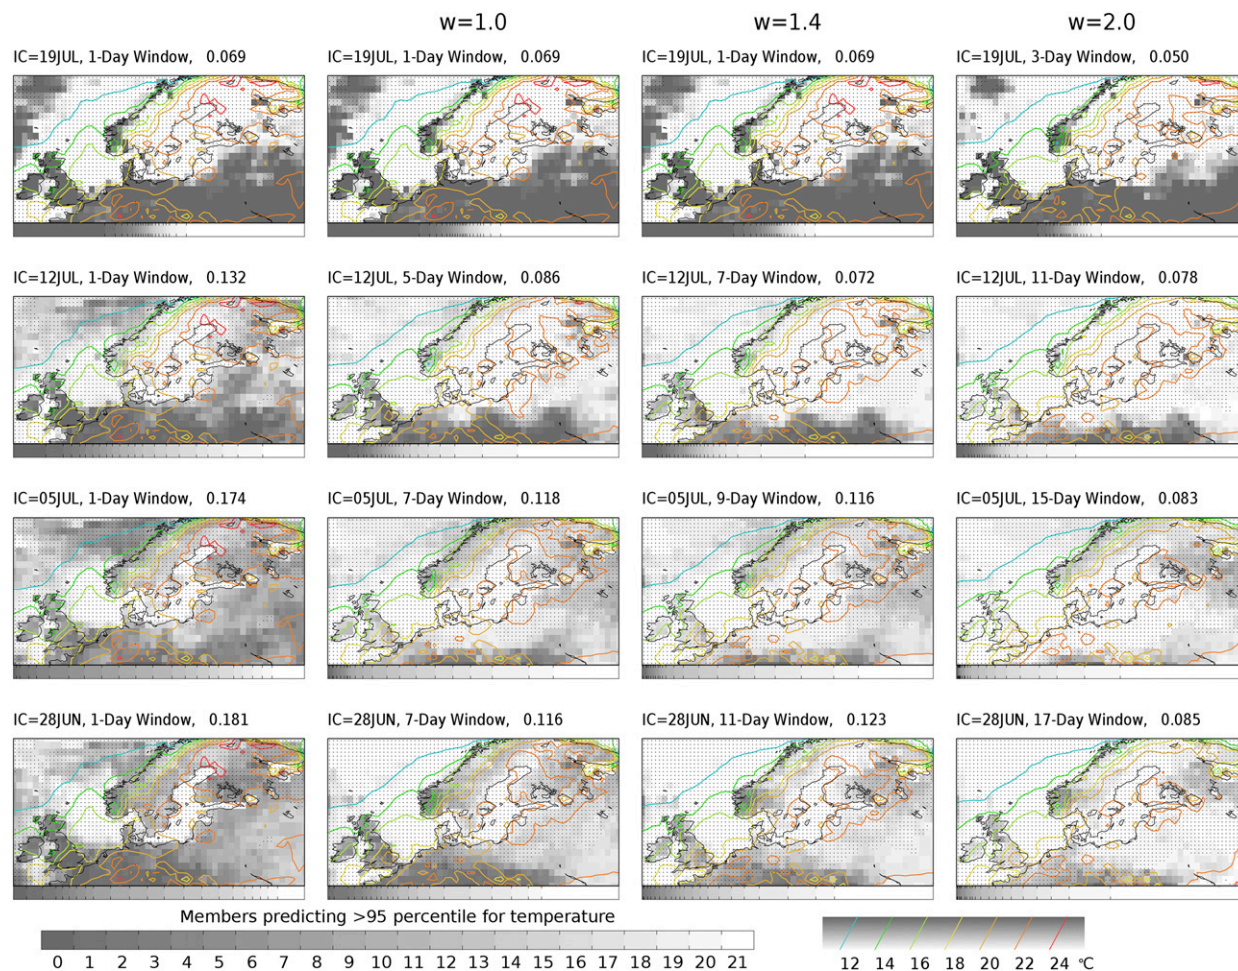 w=1.0 w=1.4 w=2.0
IC=19JUL, 1-Day Window, 0.069 IC=19JUL, 1-Day Window, 0.069 IC=19JUL, 1-Day Window, 0.069 IC=19JUL, 3-Day Window, 0.050
IC=12JUL, 1-Day Window, 0.132 IC=12JUL, 5-Day Window, 0.086 IC=12JUL, 7-Day Window, 0.072 IC=12JUL, 11-Day Window, 0.078
IC=05JUL, 1-Day Window, 0.174 IC=05JUL, 7-Day Window, 0.118 IC=05JUL, 9-Day Window, 0.116 IC=05JUL, 15-Day Window, 0.083
IC=28JUN, 1-Day Window, 0.181 IC=28JUN, 7-Day Window, 0.116 IC=28JUN, 11-Day Window, 0.123 IC=28JUN, 17-Day Window, 0.085
Members predicting >95 percentile for temperature
0 1 2 3 4 5 6 7 8 9 10 11 12 13 14 15 16 17 18 19 20 21
12 14 16 18 20 22 24 °C